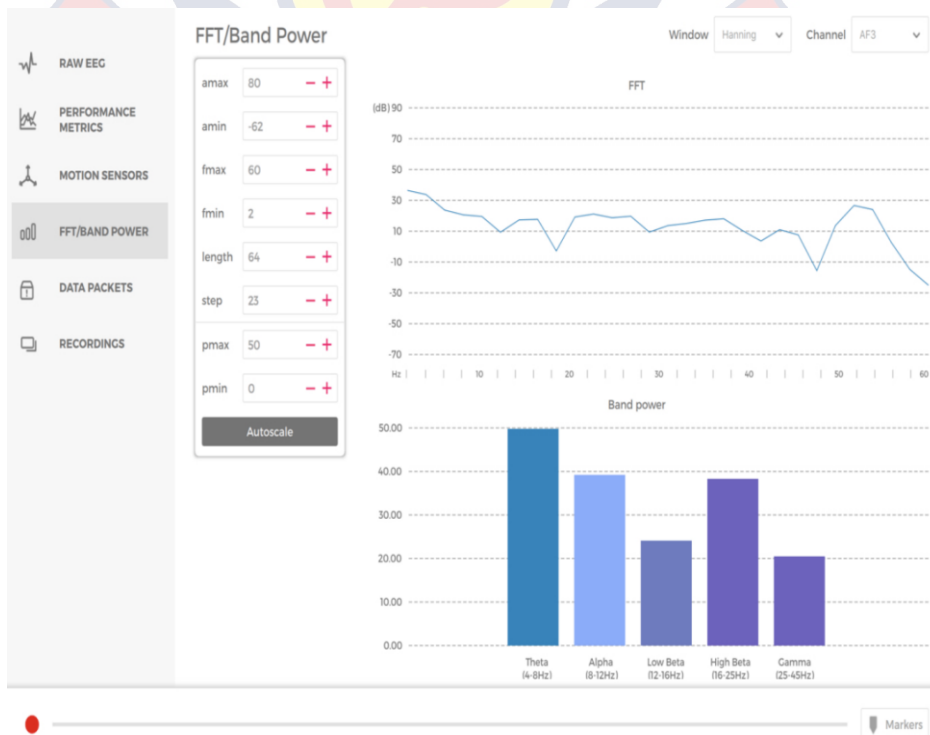 FFT/Band Power
Window Hanning Channel AF3
RAW EEG
PERFORMANCE
METRICS
MOTION SENSORS
FFT/BAND POWER
DATA PACKETS
RECORDINGS
amax 80 − +
amin -62 − +
fmax 60 − +
fmin 2 − +
length 64 − +
step 23 − +
pmax 50 − +
pmin 0 − +
Autoscale
FFT
(dB) 90
70
50
30
10
-10
-30
-50
-70
Hz | | | | 10 | | | | 20 | | | | 30 | | | | 40 | | | | 50 | | | | 60
Band power
50.00
40.00
30.00
20.00
10.00
0.00
Theta Alpha Low Beta High Beta Gamma
(4-8Hz) (8-12Hz) (12-16Hz) (16-25Hz) (25-45Hz)
Markers